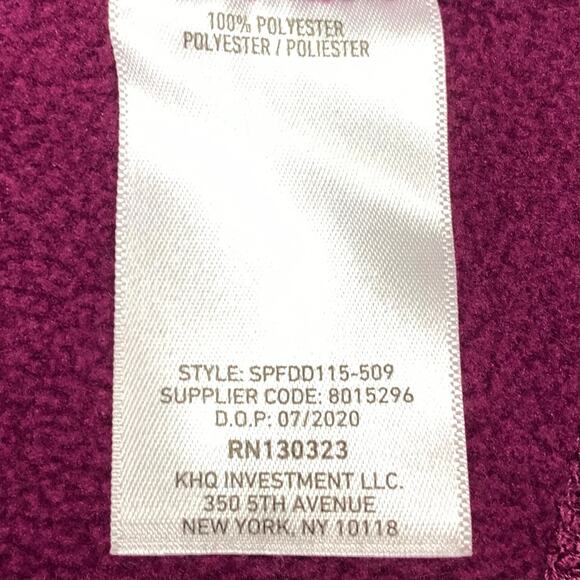 100% POLYESTER
POLYESTER / POLIESTER
STYLE: SPFDD115-509
SUPPLIER CODE: 8015296
D.O.P: 07/2020
RN130323
KHQ INVESTMENT LLC.
350 5TH AVENUE
NEW YORK, NY 10118